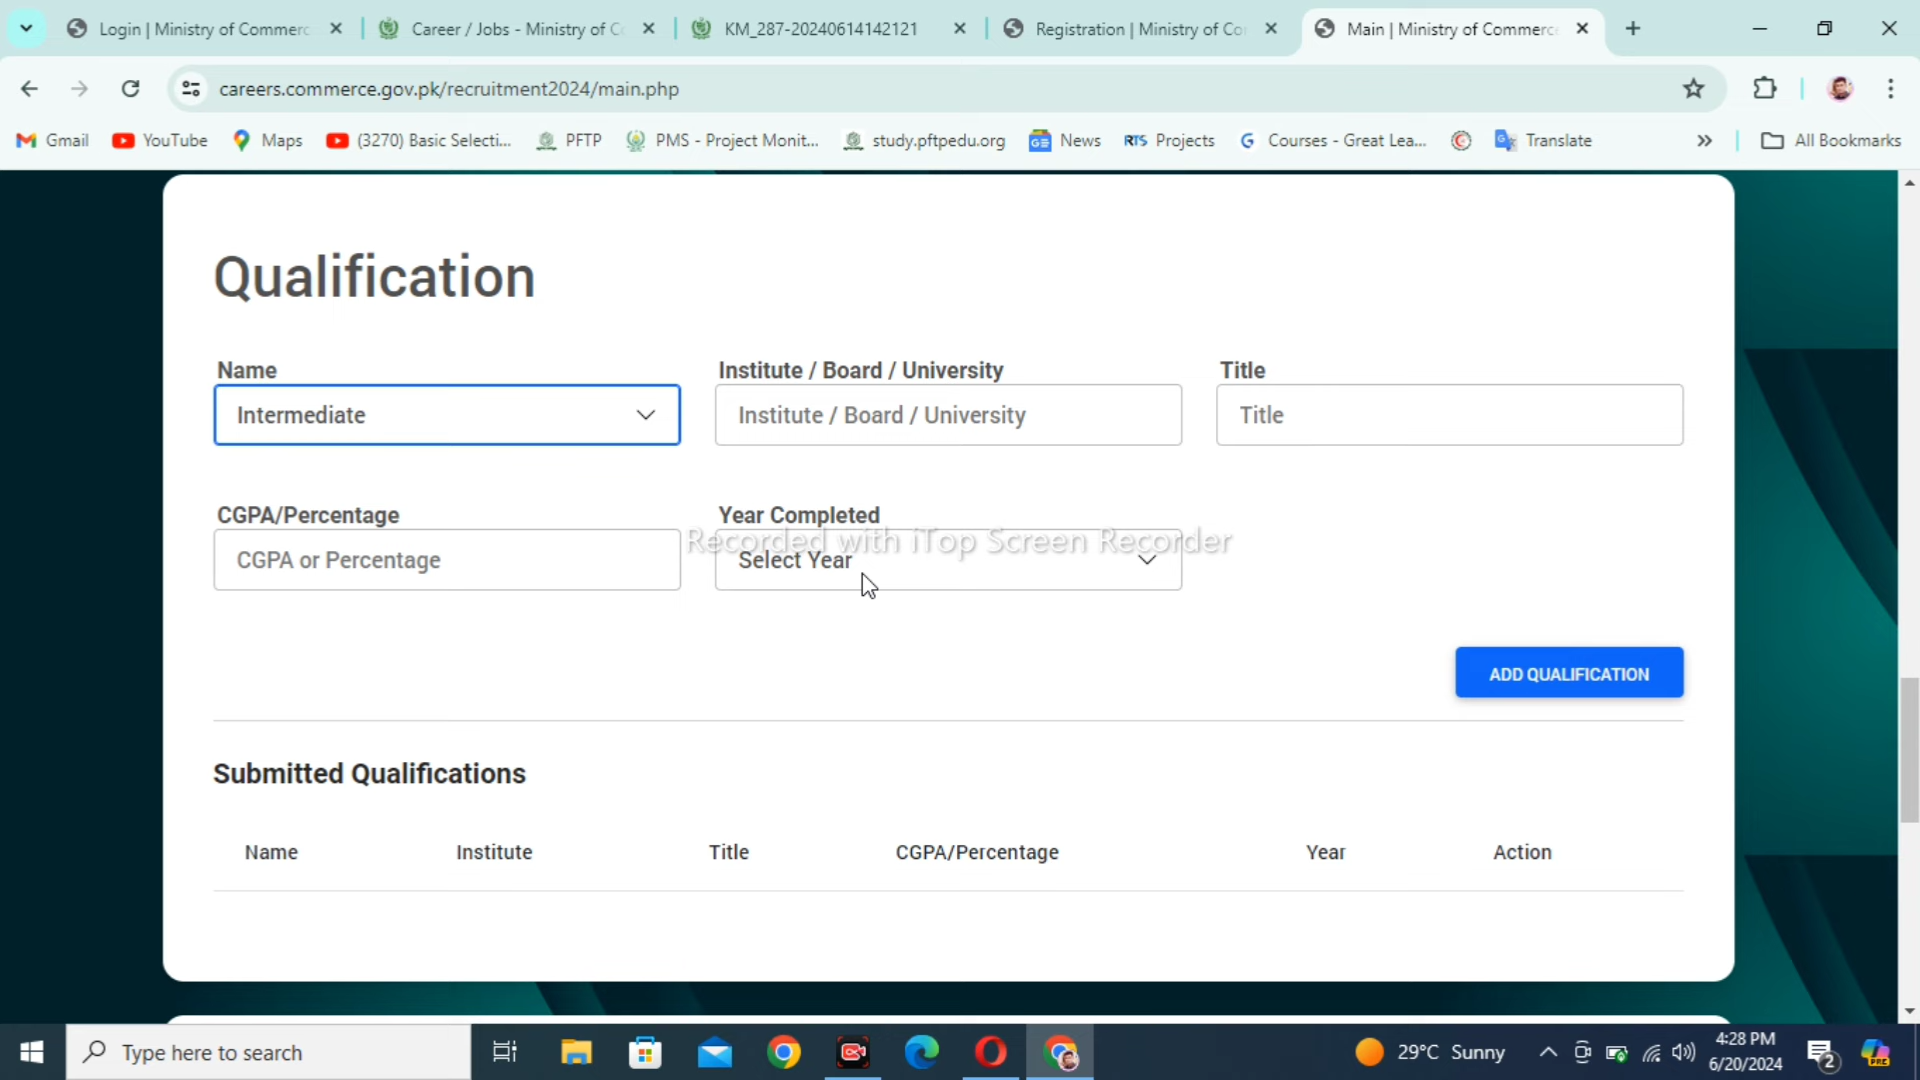 Login | Ministry of Commerc
Career / Jobs - Ministry of C
KM_287-20240614142121
Registration | Ministry of Co
Main | Ministry of Commerce
careers.commerce.gov.pk/recruitment2024/main.php
Gmail
YouTube
Maps
(3270) Basic Selecti...
PFTP
PMS - Project Monit...
study.pftpedu.org
News
RTS Projects
Courses - Great Lea...
Translate
All Bookmarks
Qualification
Name
Institute / Board / University
Title
Intermediate
Institute / Board / University
Title
CGPA/Percentage
Year Completed
Recorded with iTop Screen Recorder
CGPA or Percentage
Select Year
ADD QUALIFICATION
Submitted Qualifications
Name
Institute
Title
CGPA/Percentage
Year
Action
Type here to search
29°C Sunny
4:28 PM
6/20/2024
2
PRE